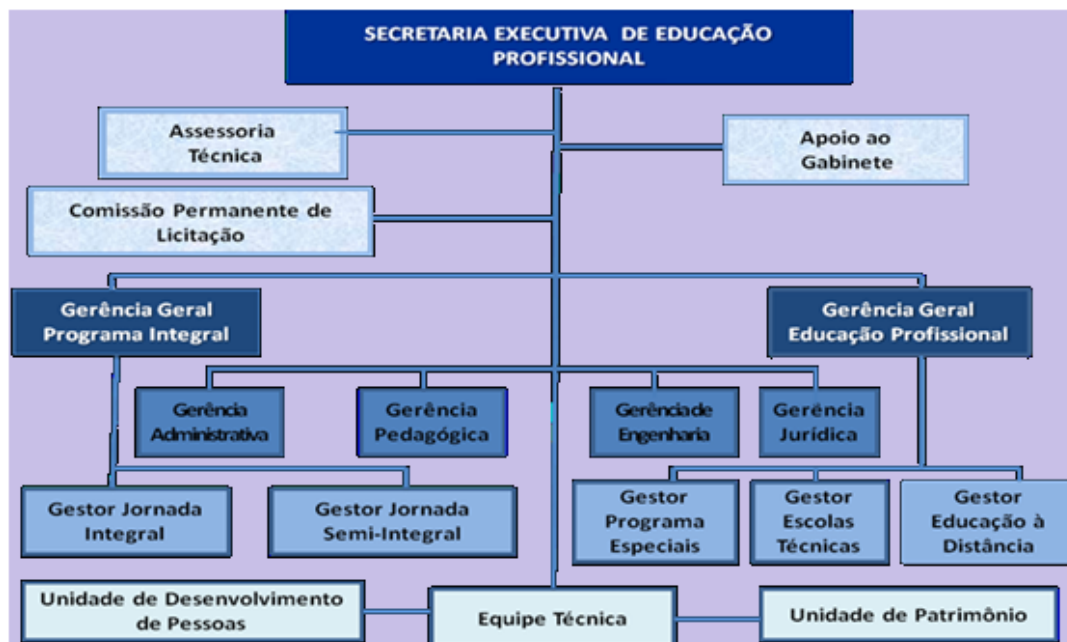 SECRETARIA EXECUTIVA DE EDUCAÇÃO
PROFISSIONAL
Assessoria
Técnica
Apoio ao
Gabinete
Comissão Permanente de
Licitação
Gerência Geral
Programa Integral
Gerência Geral
Educação Profissional
Gerência
Administrativa
Gerência
Pedagógica
Gerência de
Engenharia
Gerência
Jurídica
Gestor Jornada
Integral
Gestor Jornada
Semi-Integral
Gestor
Programa
Especiais
Gestor
Escolas
Técnicas
Gestor
Educação à
Distância
Unidade de Desenvolvimento
de Pessoas
Equipe Técnica
Unidade de Patrimônio